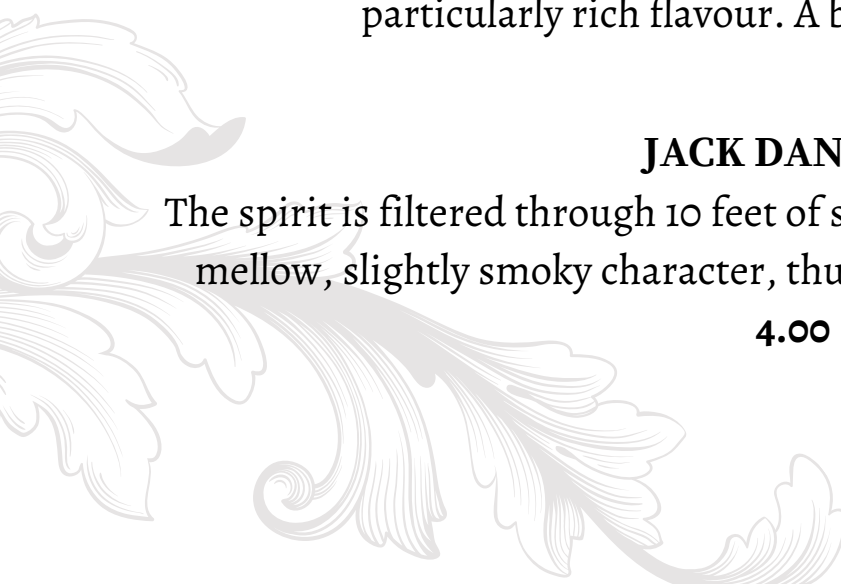 particularly rich flavour. A b
JACK DAN
The spirit is filtered through 10 feet of s
mellow, slightly smoky character, thu
4.00